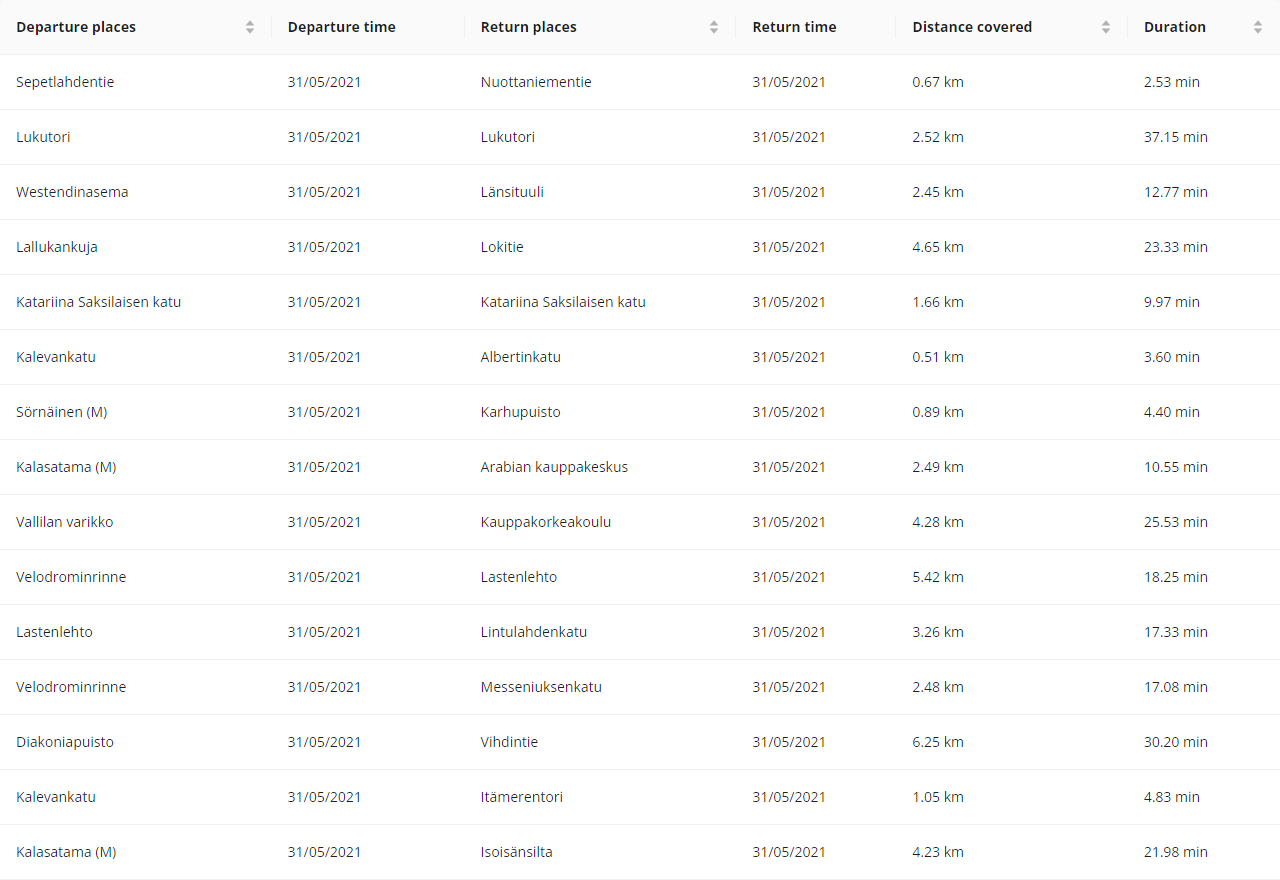 Departure places Departure time Return places Return time Distance covered Duration
Sepetlahdentie 31/05/2021 Nuottaniementie 31/05/2021 0.67 km 2.53 min
Lukutori 31/05/2021 Lukutori 31/05/2021 2.52 km 37.15 min
Westendinasema 31/05/2021 Länsituuli 31/05/2021 2.45 km 12.77 min
Lallukankuja 31/05/2021 Lokitie 31/05/2021 4.65 km 23.33 min
Katariina Saksilaisen katu 31/05/2021 Katariina Saksilaisen katu 31/05/2021 1.66 km 9.97 min
Kalevankatu 31/05/2021 Albertinkatu 31/05/2021 0.51 km 3.60 min
Sörnäinen (M) 31/05/2021 Karhupuisto 31/05/2021 0.89 km 4.40 min
Kalasatama (M) 31/05/2021 Arabian kauppakeskus 31/05/2021 2.49 km 10.55 min
Vallilan varikko 31/05/2021 Kauppakorkeakoulu 31/05/2021 4.28 km 25.53 min
Velodrominrinne 31/05/2021 Lastenlehto 31/05/2021 5.42 km 18.25 min
Lastenlehto 31/05/2021 Lintulahdenkatu 31/05/2021 3.26 km 17.33 min
Velodrominrinne 31/05/2021 Messeniuksenkatu 31/05/2021 2.48 km 17.08 min
Diakoniapuisto 31/05/2021 Vihdintie 31/05/2021 6.25 km 30.20 min
Kalevankatu 31/05/2021 Itämerentori 31/05/2021 1.05 km 4.83 min
Kalasatama (M) 31/05/2021 Isoisänsilta 31/05/2021 4.23 km 21.98 min